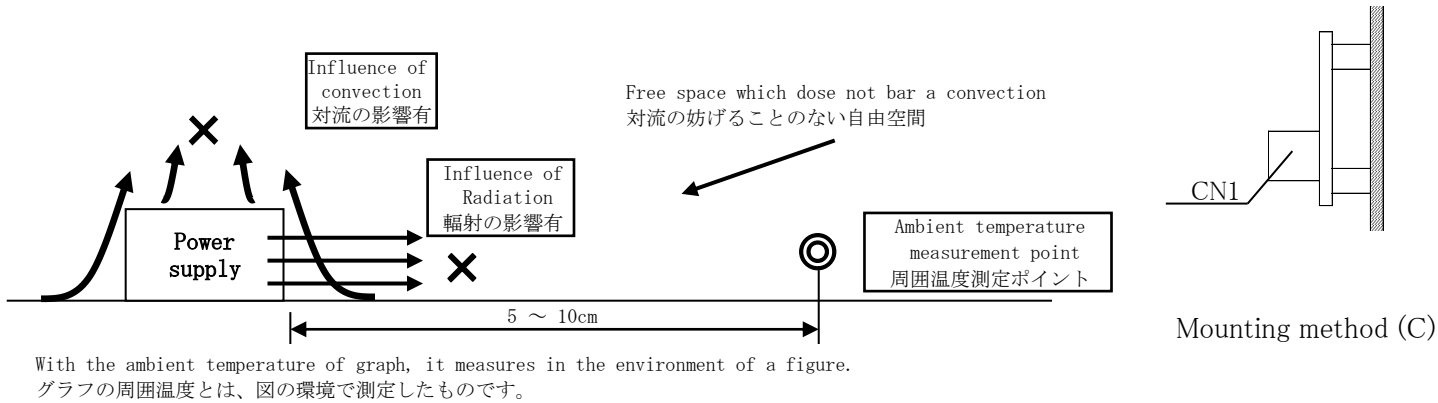 Influence of
convection
対流の影響有
Free space which dose not bar a convection
対流の妨げることのない自由空間
Influence of
Radiation
輻射の影響有
CN1
Power
supply
Ambient temperature
measurement point
周囲温度測定ポイント
5 ～ 10cm
Mounting method (C)
With the ambient temperature of graph, it measures in the environment of a figure.
グラフの周囲温度とは、図の環境で測定したものです。